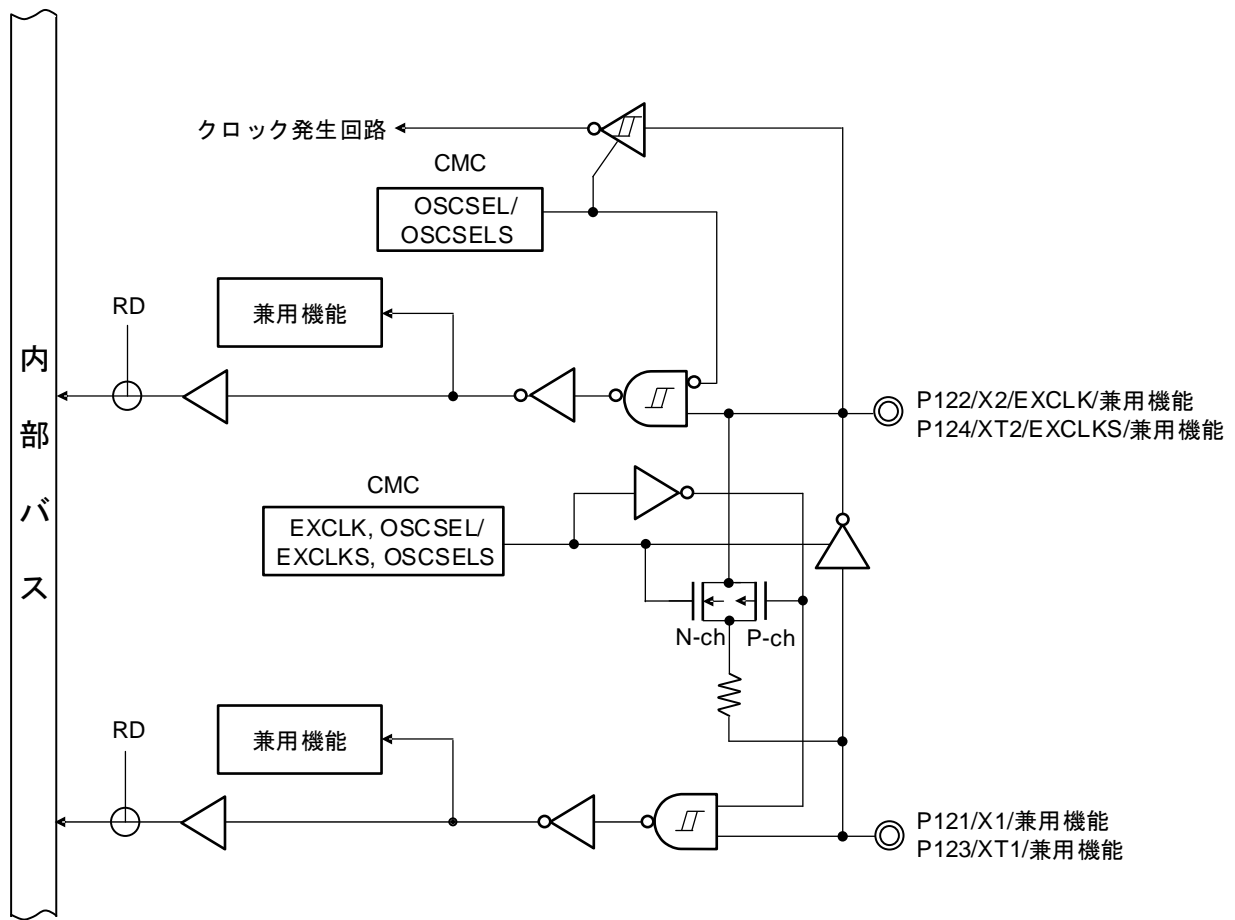 クロック発生回路
CMC
OSCSEL/
OSCSELS
RD
兼用機能
内部バス
P122/X2/EXCLK/兼用機能
P124/XT2/EXCLKS/兼用機能
CMC
EXCLK, OSCSEL/
EXCLKS, OSCSELS
N-ch
P-ch
RD
兼用機能
P121/X1/兼用機能
P123/XT1/兼用機能